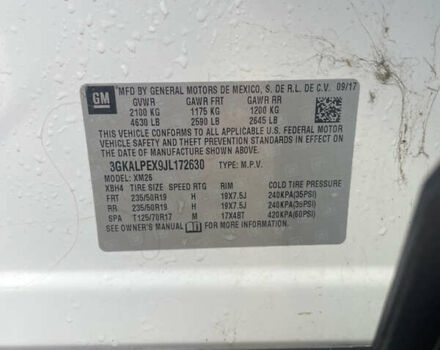 GM
MFD BY GENERAL MOTORS DE MEXICO, S. DE R.L. DE C.V. 09/17
GVWR GAWR FRT GAWR RR
2100 KG 1175 KG 1200 KG
4630 LB 2590 LB 2645 LB
THIS VEHICLE CONFORMS TO ALL APPLICABLE U.S. FEDERAL MOTOR
VEHICLE SAFETY, AND THEFT PREVENTION STANDARDS IN EFFECT
ON THE DATE OF MANUFACTURE SHOWN ABOVE.
3GKALPEX9JL172630 TYPE: M.P.V.
MODEL: XM26
XBH4 TIRE SIZE SPEED RTG RIM COLD TIRE PRESSURE
FRT 235/50R19 H 19X7.5J 240KPA(35PSI)
RR 235/50R19 H 19X7.5J 240KPA(35PSI)
SPA T125/70R17 M 17X4BT 420KPA(60PSI)
SEE OWNER'S MANUAL FOR MORE INFORMATION.